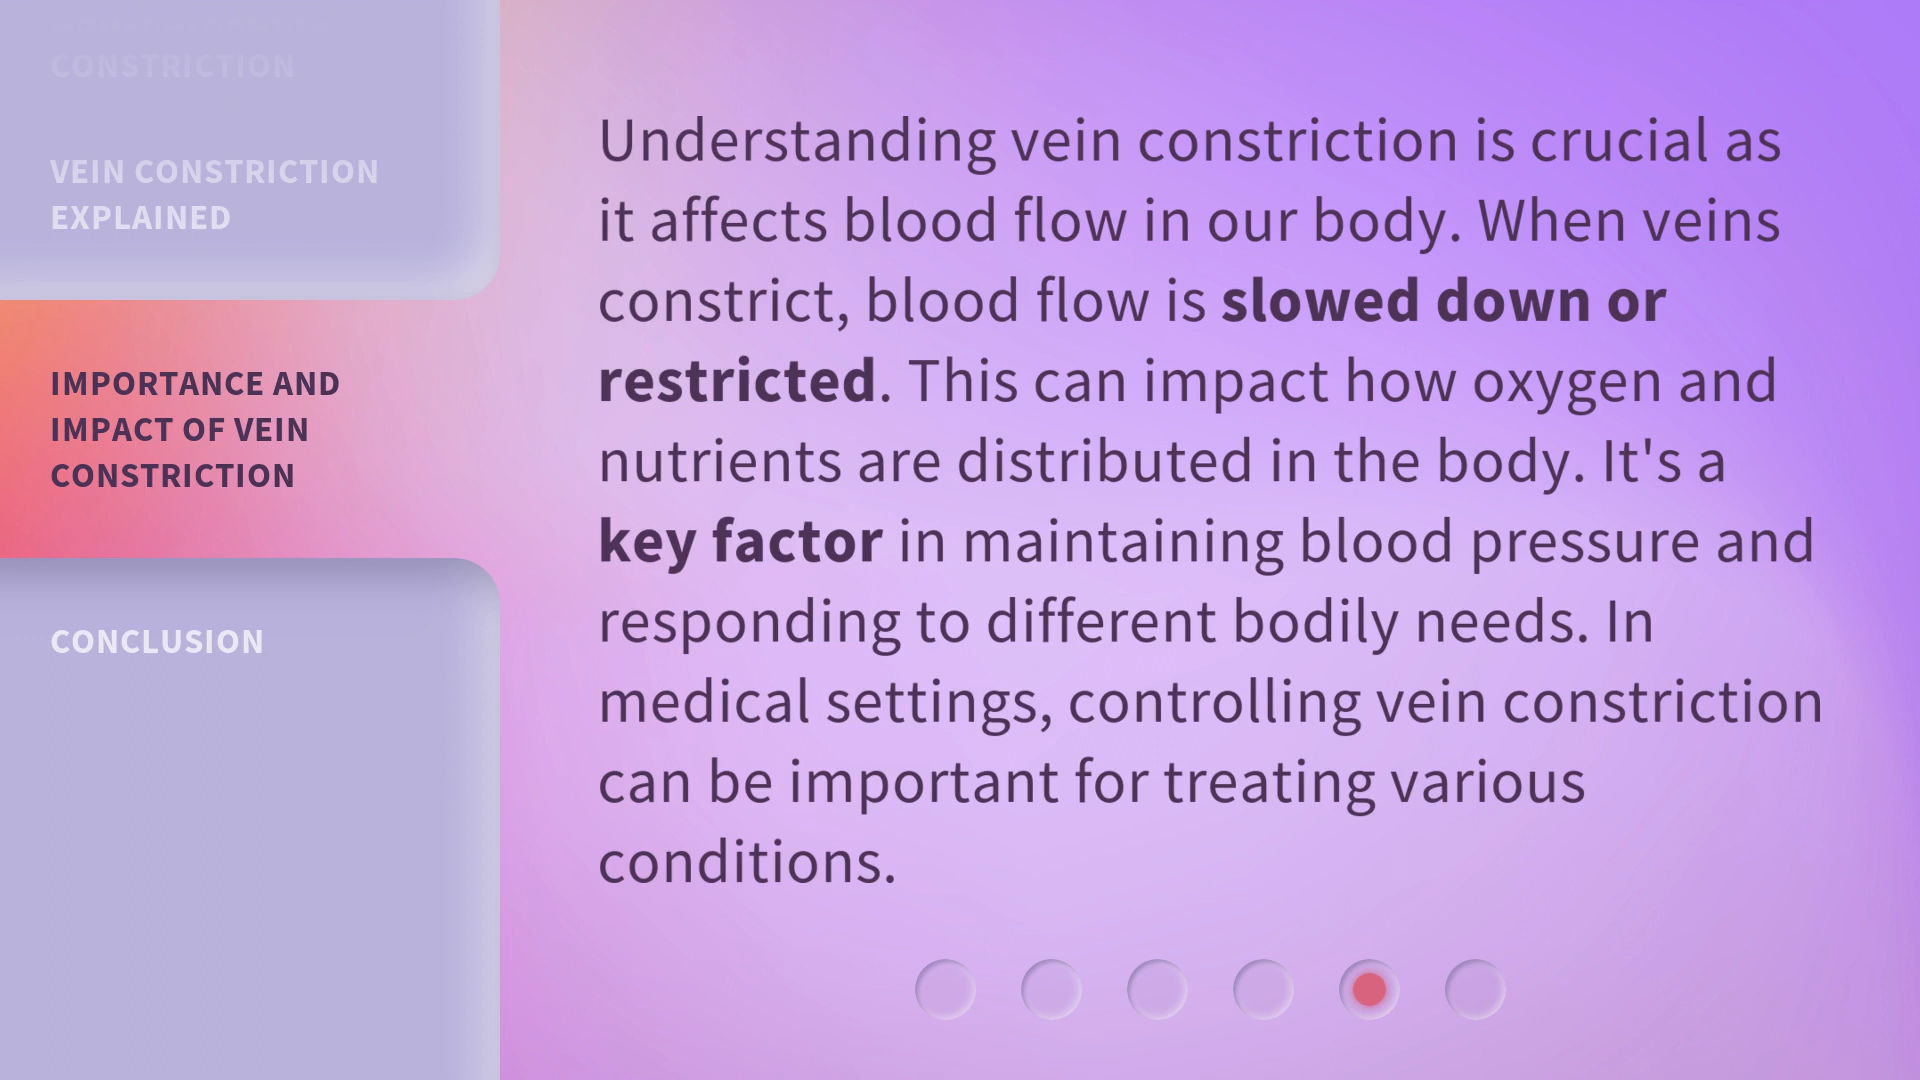 CONSTRICTION
VEIN CONSTRICTION
EXPLAINED
IMPORTANCE AND
IMPACT OF VEIN
CONSTRICTION
CONCLUSION
Understanding vein constriction is crucial as
it affects blood flow in our body. When veins
constrict, blood flow is slowed down or
restricted. This can impact how oxygen and
nutrients are distributed in the body. It's a
key factor in maintaining blood pressure and
responding to different bodily needs. In
medical settings, controlling vein constriction
can be important for treating various
conditions.